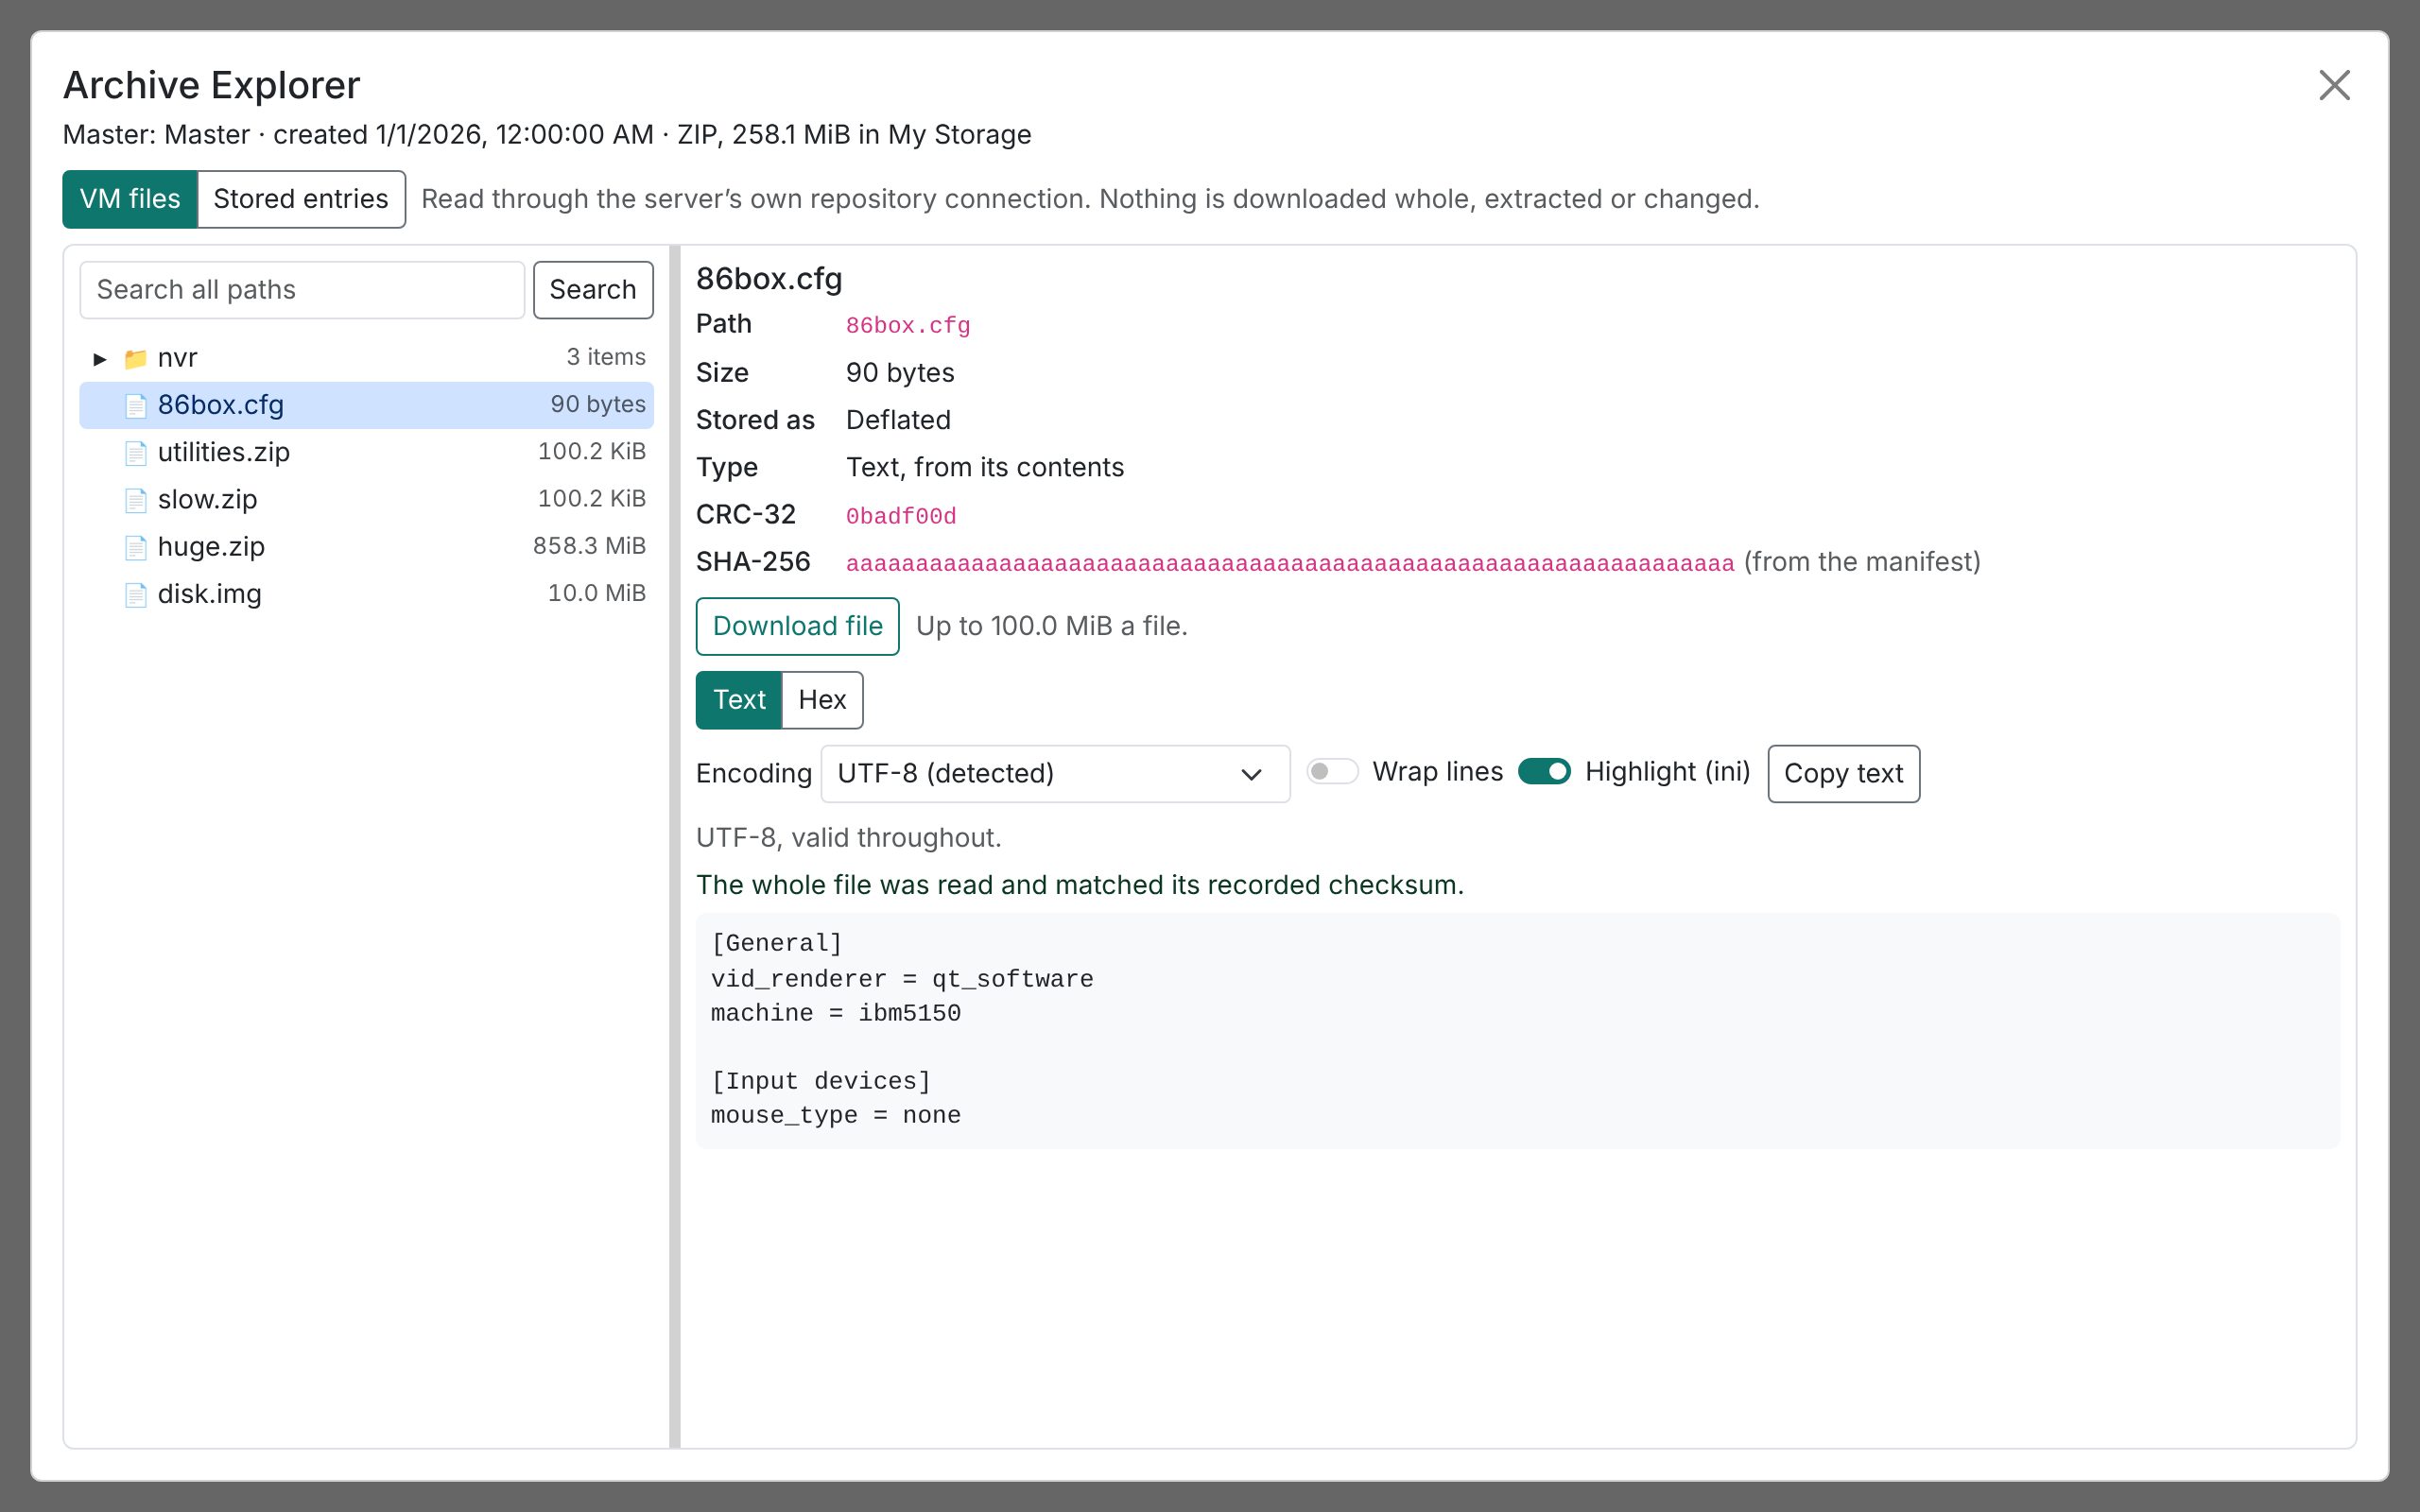 Archive Explorer
Master: Master · created 1/1/2026, 12:00:00 AM · ZIP, 258.1 MiB in My Storage
VM files Stored entries Read through the server’s own repository connection. Nothing is downloaded whole, extracted or changed.
Search all paths Search
nvr 3 items
86box.cfg 90 bytes
utilities.zip 100.2 KiB
slow.zip 100.2 KiB
huge.zip 858.3 MiB
disk.img 10.0 MiB
86box.cfg
Path 86box.cfg
Size 90 bytes
Stored as Deflated
Type Text, from its contents
CRC-32 0badf00d
SHA-256 aaaaaaaaaaaaaaaaaaaaaaaaaaaaaaaaaaaaaaaaaaaaaaaaaaaaaaaaaaaaaaaa (from the manifest)
Download file Up to 100.0 MiB a file.
Text Hex
Encoding UTF-8 (detected) Wrap lines Highlight (ini) Copy text
UTF-8, valid throughout.
The whole file was read and matched its recorded checksum.
[General]
vid_renderer = qt_software
machine = ibm5150
[Input devices]
mouse_type = none